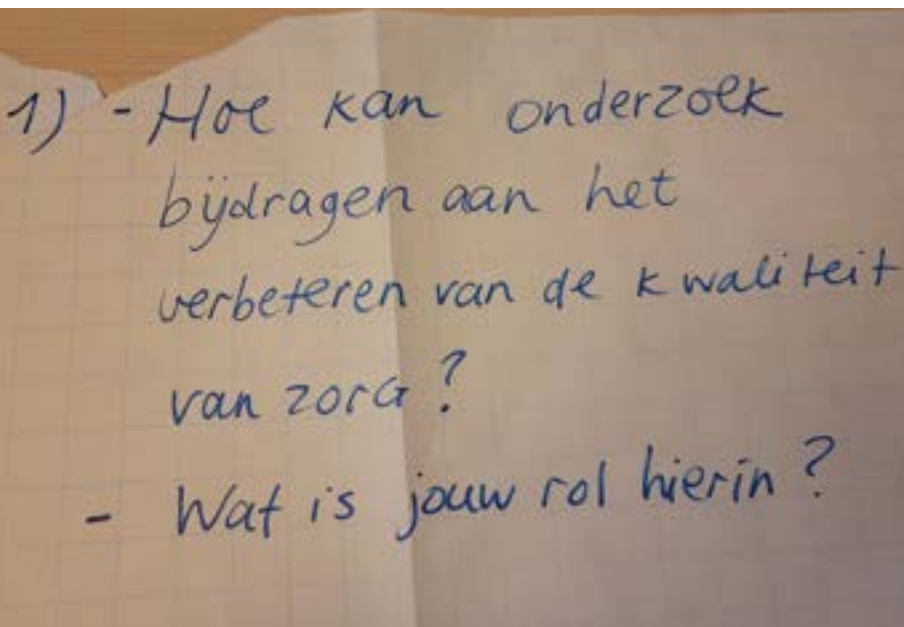 1) - Hoe kan onderzoek
bijdragen aan het
verbeteren van de kwaliteit
van zorg?
- Wat is jouw rol hierin?